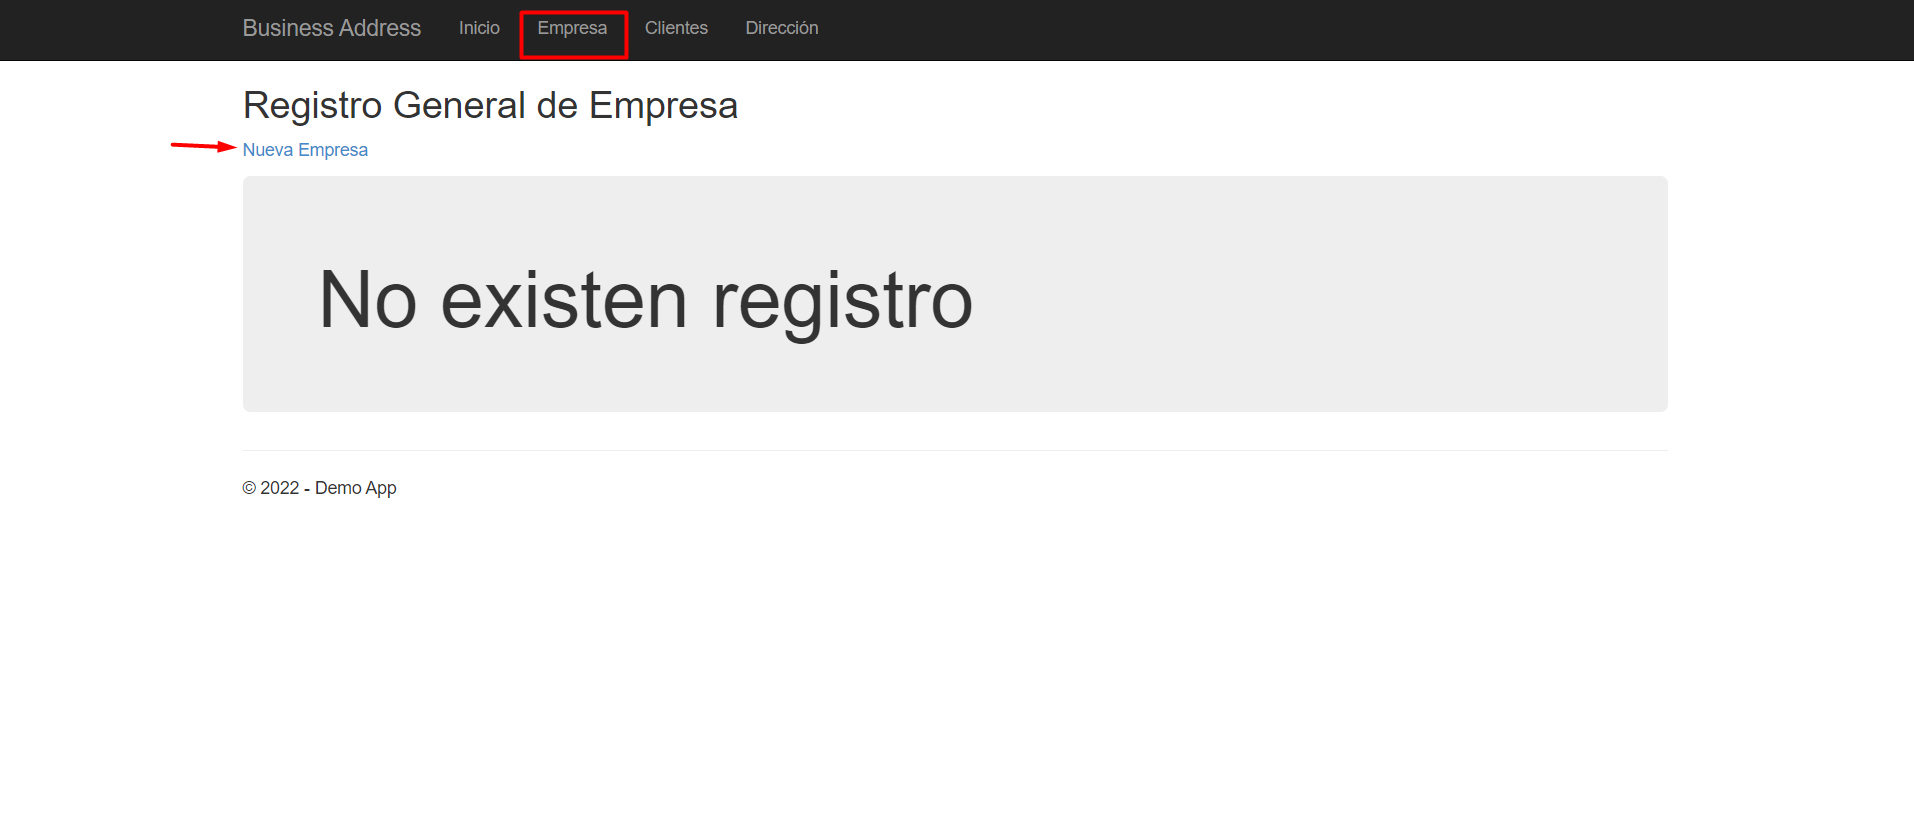 Business Address Inicio Empresa Clientes Dirección
Registro General de Empresa
Nueva Empresa
No existen registro
© 2022 - Demo App